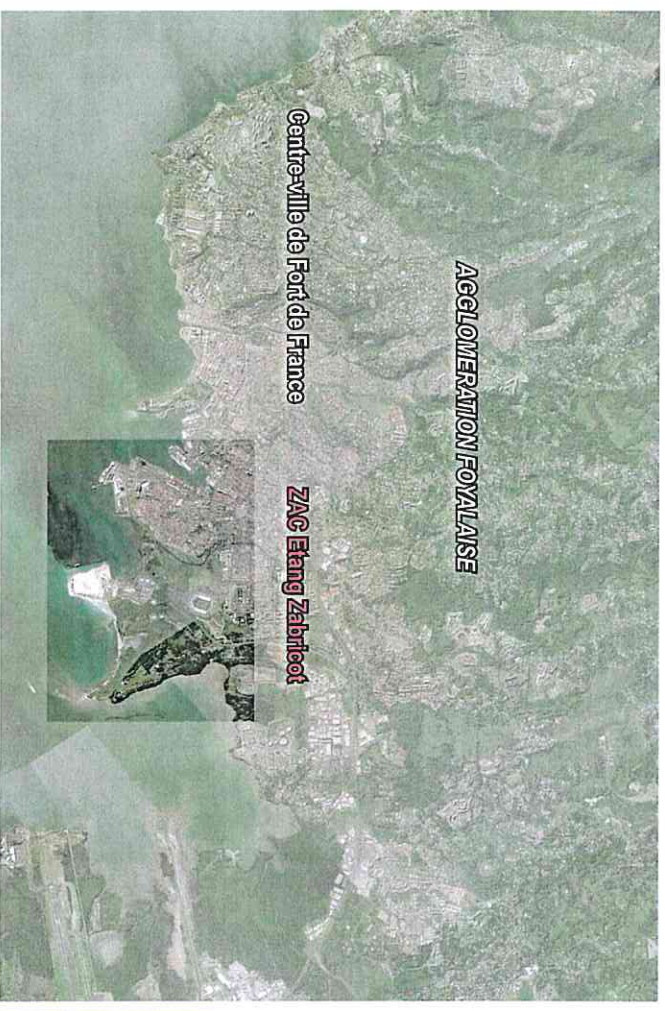 AGGLOMERATION FOYALAISE
Centre-ville de Fort de France
ZAC Etang Zabricot